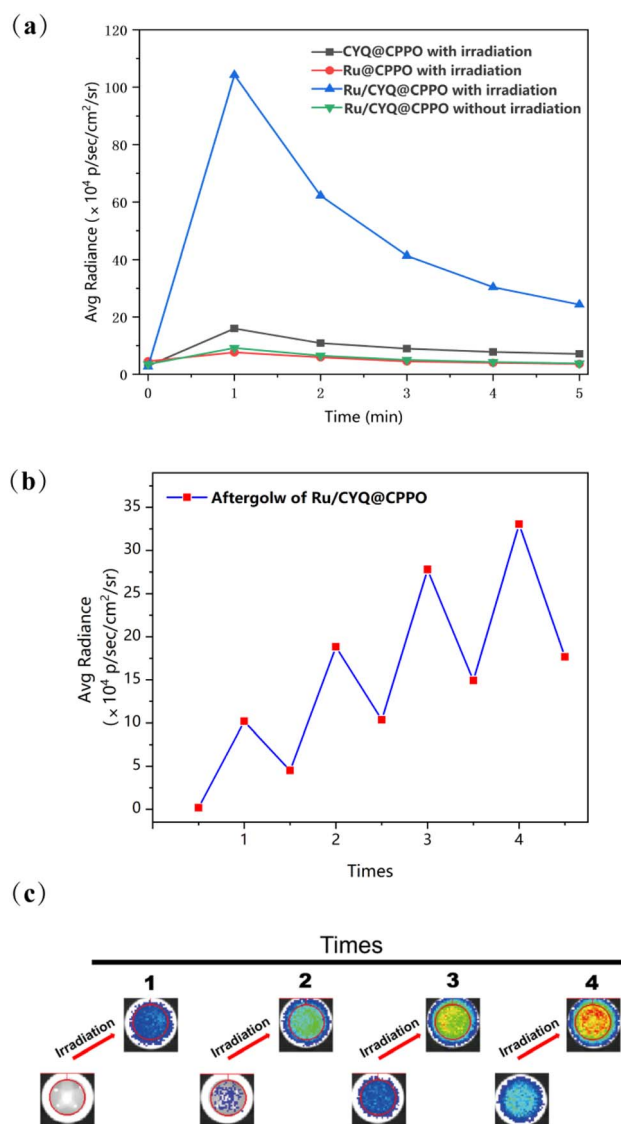 (a)
120
100
80
60
40
20
0
Avg Radiance ( × 10⁴ p/sec/cm²/sr)
CYQ@CPPO with irradiation
Ru@CPPO with irradiation
Ru/CYQ@CPPO with irradiation
Ru/CYQ@CPPO without irradiation
0 1 2 3 4 5
Time (min)
(b)
35
30
25
20
15
10
5
0
Avg Radiance
( × 10⁴ p/sec/cm²/sr)
Aftergolw of Ru/CYQ@CPPO
1 2 3 4
Times
(c)
Times
1 2 3 4
Irradiation Irradiation Irradiation Irradiation